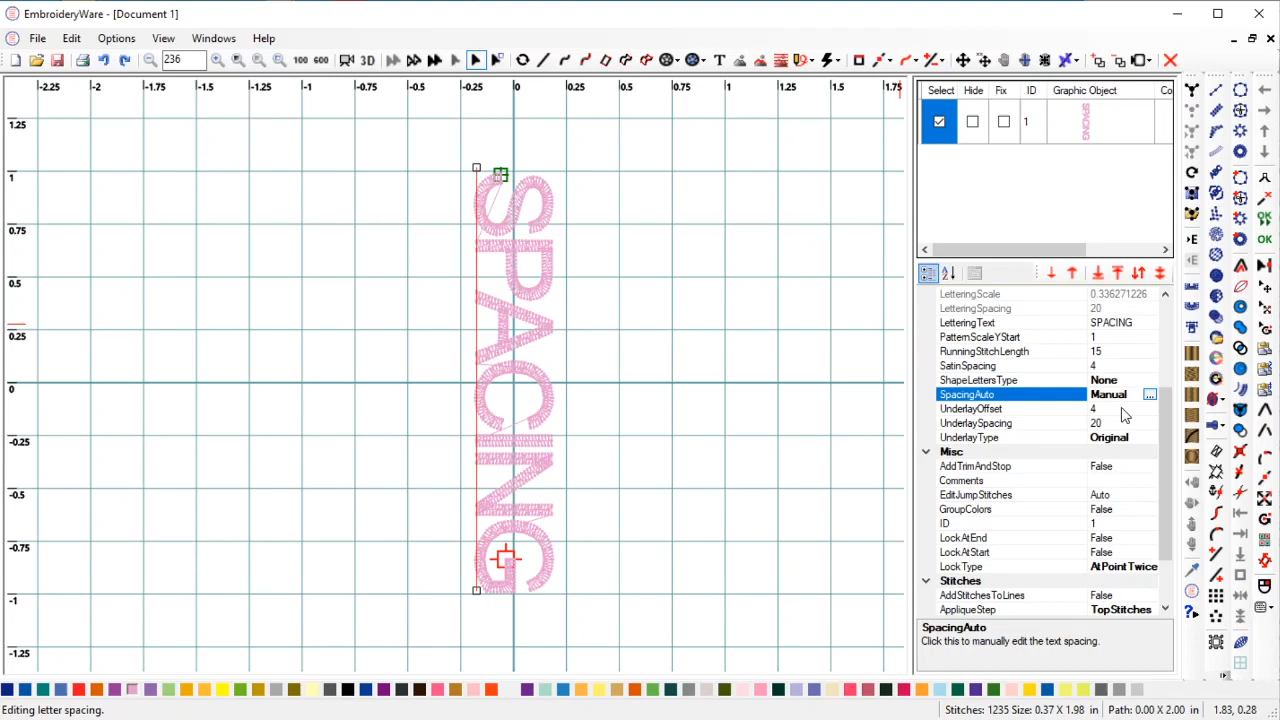 EmbroideryWare - [Document 1]
File Edit Options View Windows Help
236 100 600 3D T
-2.25 -2 -1.75 -1.5 -1.25 -1 -0.75 -0.5 -0.25 0 0.25 0.5 0.75 1 1.25 1.5 1.75
1.25
1
0.75
0.5
0.25
0
-0.25
-0.5
-0.75
-1
-1.25
SPACING
Select Hide Fix ID Graphic Object Co
1 SPACING
LetteringScale 0.336271226
LetteringSpacing 20
LetteringText SPACING
PatternScaleYStart 1
RunningStitchLength 15
SatinSpacing 4
ShapeLettersType None
SpacingAuto Manual ...
UnderlayOffset 4
UnderlaySpacing 20
UnderlayType Original
Misc
AddTrimAndStop False
Comments
EditJumpStitches Auto
GroupColors False
ID 1
LockAtEnd False
LockAtStart False
LockType AtPointTwice
Stitches
AddStitchesToLines False
AppliqueStep TopStitches
SpacingAuto
Click this to manually edit the text spacing.
E
E
OK
OK
Editing letter spacing.
Stitches: 1235 Size: 0.37 X 1.98 in Path: 0.00 X 2.00 in 1.83, 0.28